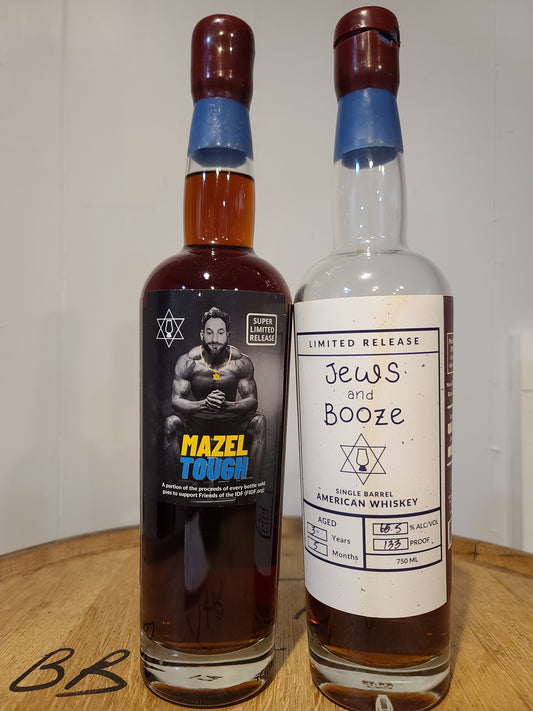 SUPER
LIMITED
RELEASE
MAZEL
TOUGH
A portion of the proceeds of every bottle sold
goes to support Friends of the IDF (FIDF.org)
LIMITED RELEASE
Jews
and
Booze
SINGLE BARREL
AMERICAN WHISKEY
AGED
3 Years
5 Months
66.5 % ALC/VOL
133 PROOF
750 ML
BB